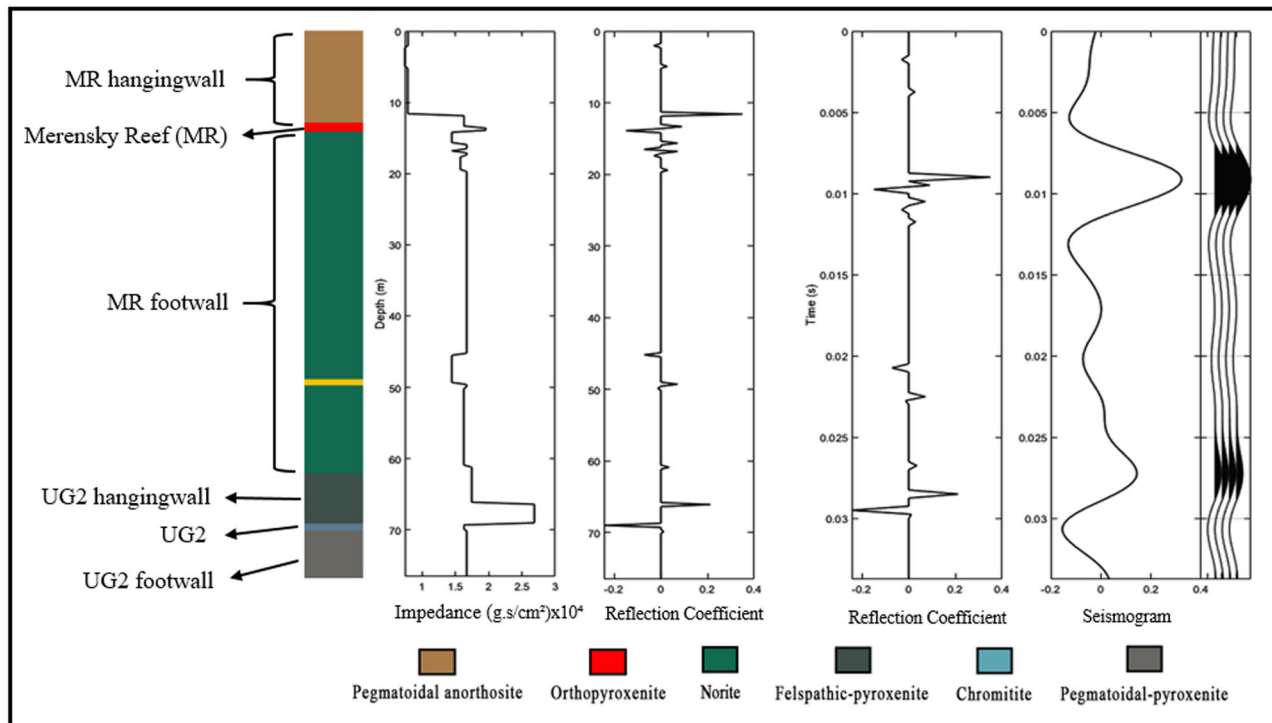 MR hangingwall
Merensky Reef (MR)
MR footwall
UG2 hangingwall
UG2
UG2 footwall
0
10
20
30
40
50
60
70
Depth (m)
1
1.5
2
2.5
3
Impedance (g.s/cm²)x10⁴
0
10
20
30
40
50
60
70
-0.2
0
0.2
0.4
Reflection Coefficient
0
0.005
0.01
0.015
0.02
0.025
0.03
Time (s)
-0.2
0
0.2
0.4
Reflection Coefficient
0
0.005
0.01
0.015
0.02
0.025
0.03
-0.2
0
0.2
0.4
Seismogram
Pegmatoidal anorthosite
Orthopyroxenite
Norite
Felspathic-pyroxenite
Chromitite
Pegmatoidal-pyroxenite